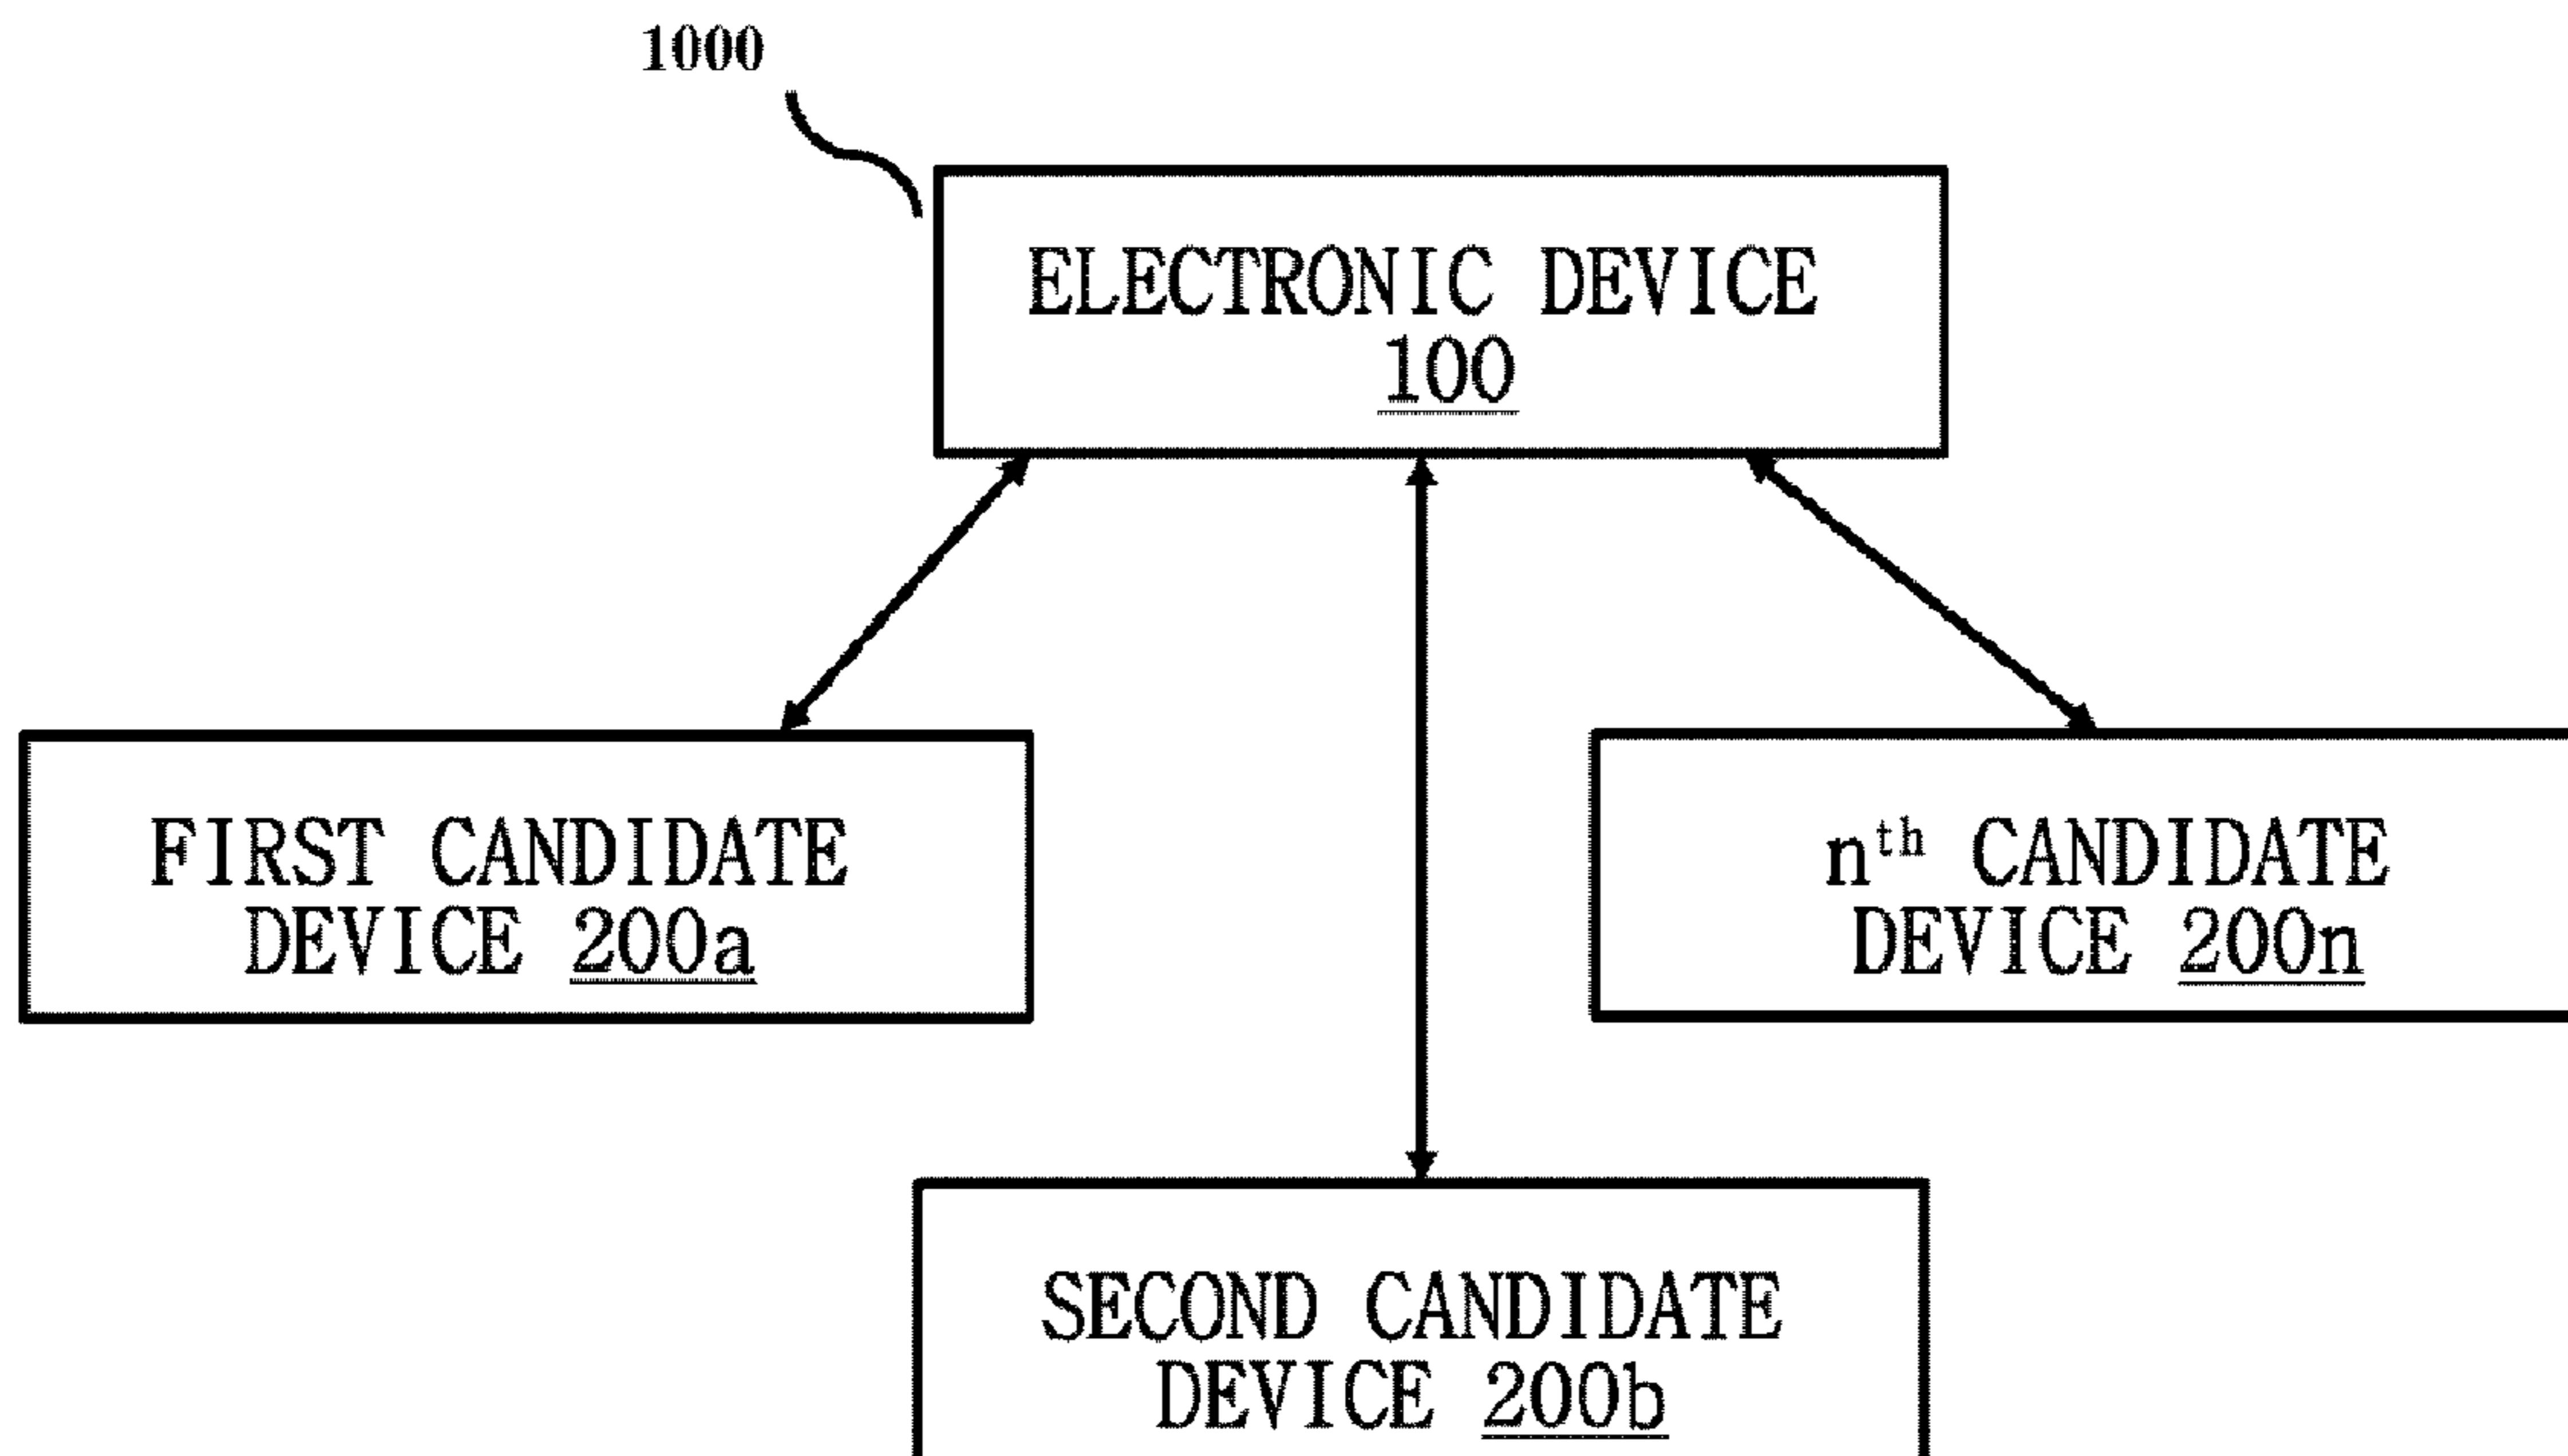 1000
ELECTRONIC DEVICE
100
FIRST CANDIDATE
DEVICE 200a
nth CANDIDATE
DEVICE 200n
SECOND CANDIDATE
DEVICE 200b